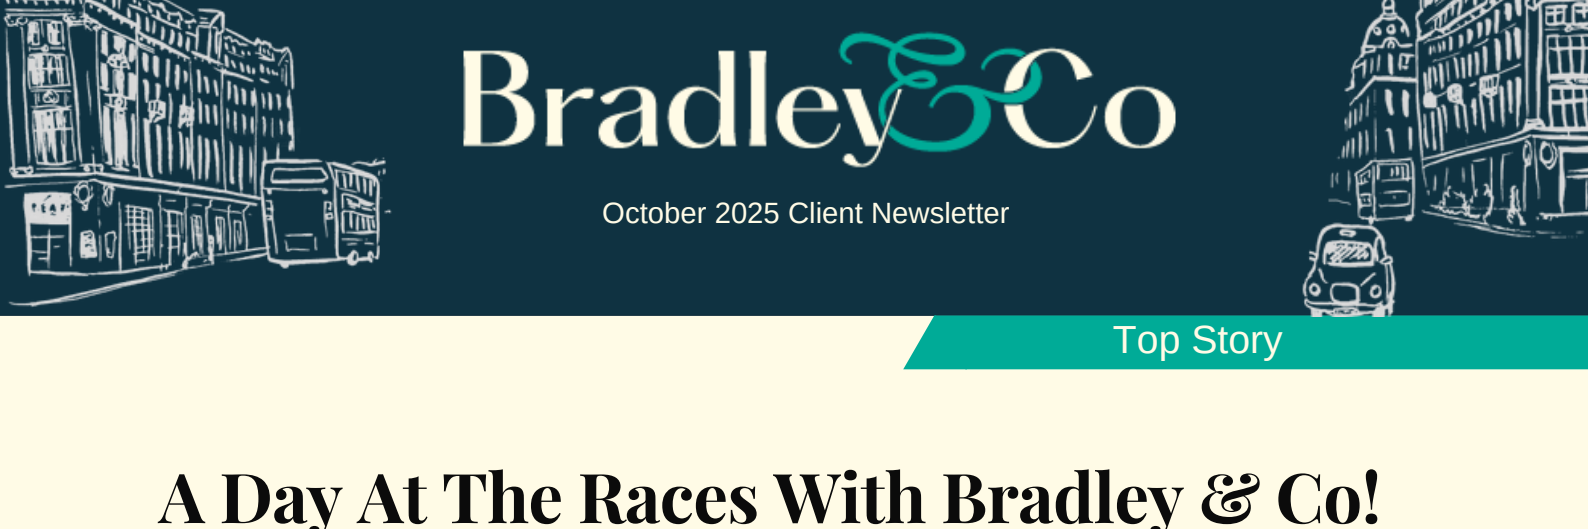 Bradley & Co
October 2025 Client Newsletter
Top Story
A Day At The Races With Bradley & Co!